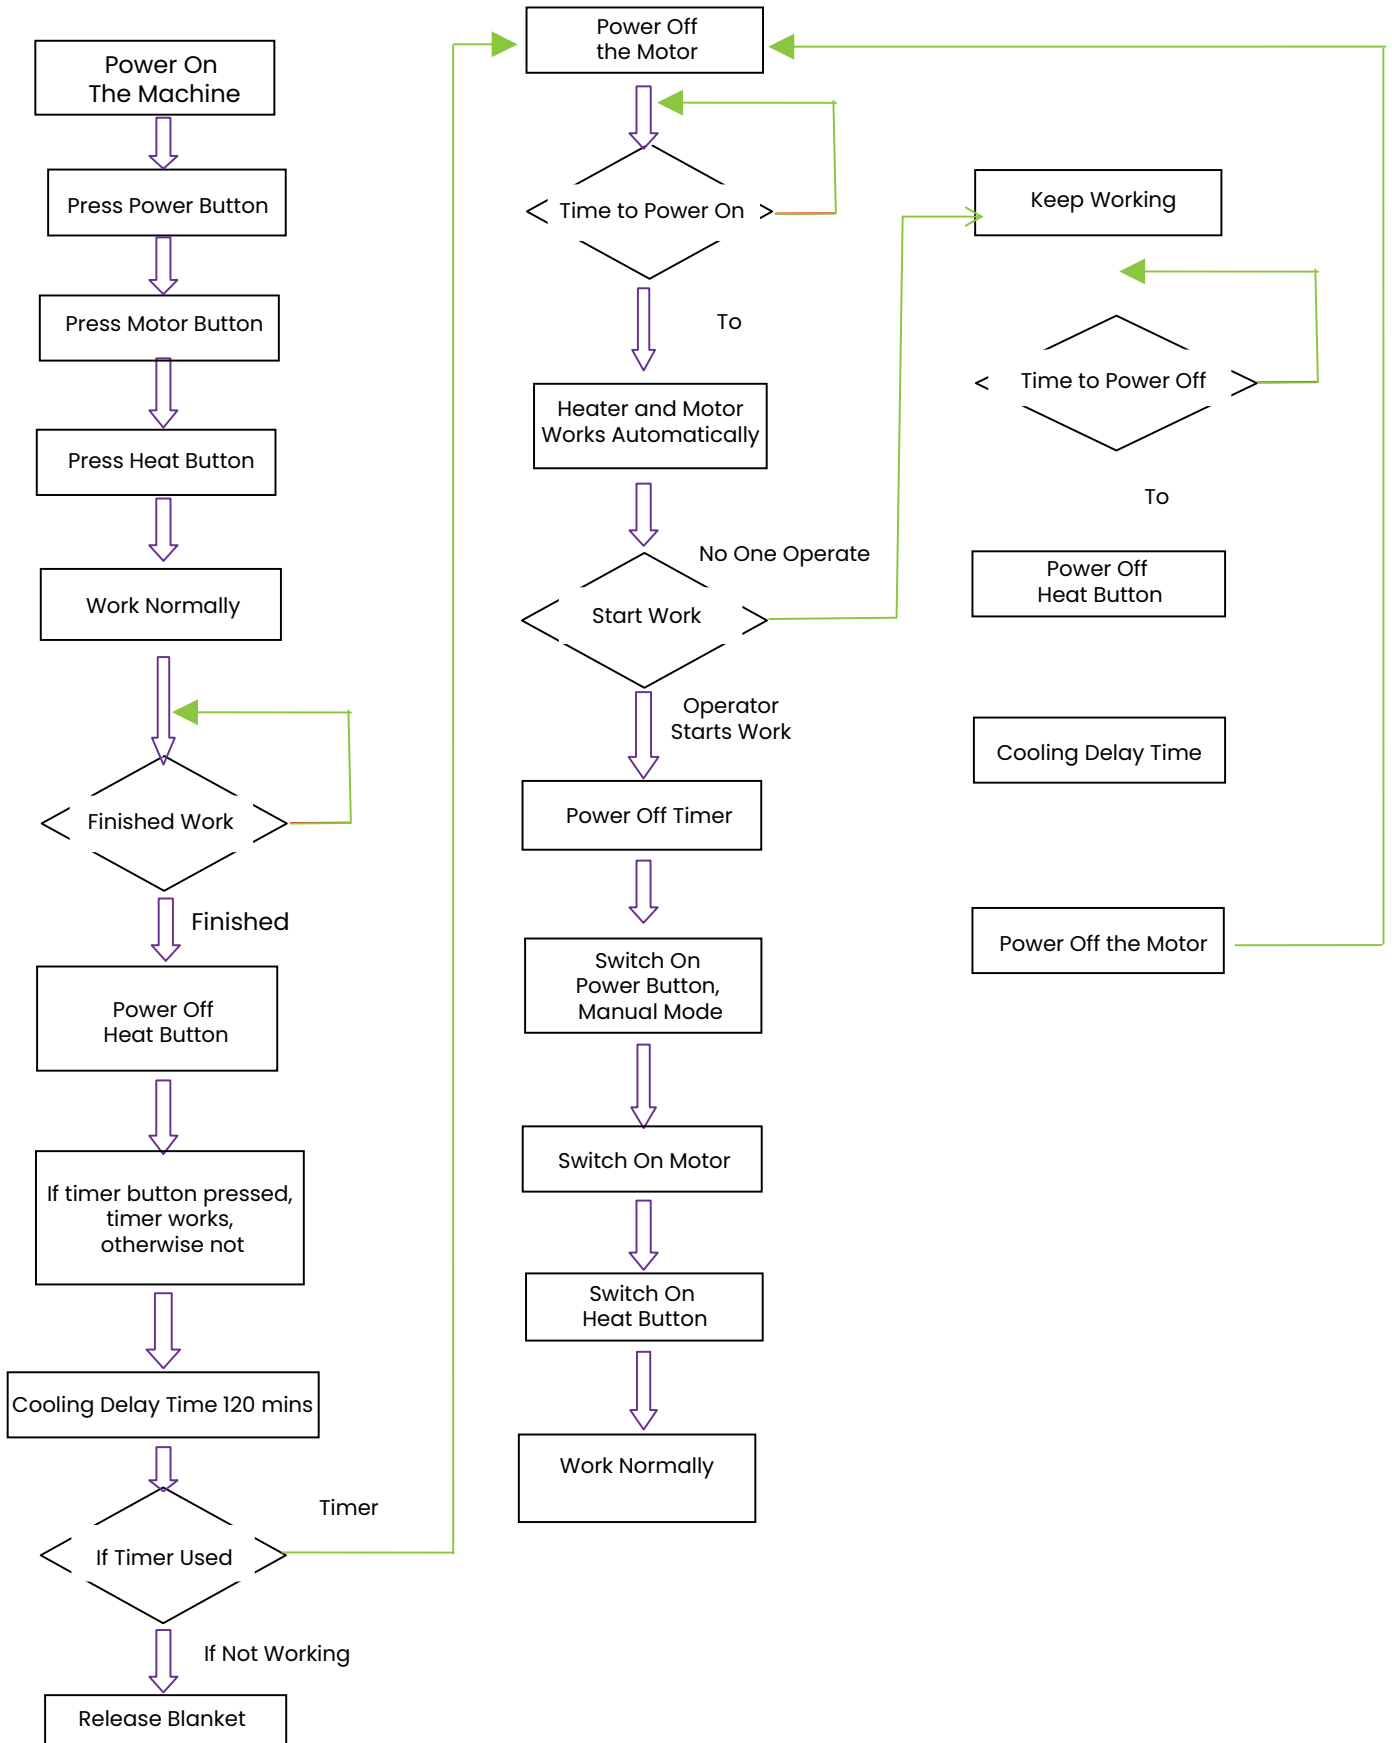 Power On
The Machine
Press Power Button
Press Motor Button
Press Heat Button
Work Normally
Finished Work
Finished
Power Off
Heat Button
If timer button pressed,
timer works,
otherwise not
Cooling Delay Time 120 mins
Timer
If Timer Used
If Not Working
Release Blanket
Power Off
the Motor
Time to Power On
To
Heater and Motor
Works Automatically
No One Operate
Start Work
Operator
Starts Work
Power Off Timer
Switch On
Power Button,
Manual Mode
Switch On Motor
Switch On
Heat Button
Work Normally
Keep Working
Time to Power Off
To
Power Off
Heat Button
Cooling Delay Time
Power Off the Motor